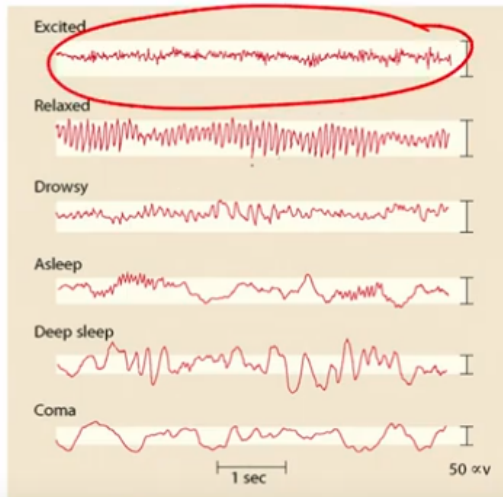 Excited
Relaxed
Drowsy
Asleep
Deep sleep
Coma
1 sec
50 ∝v